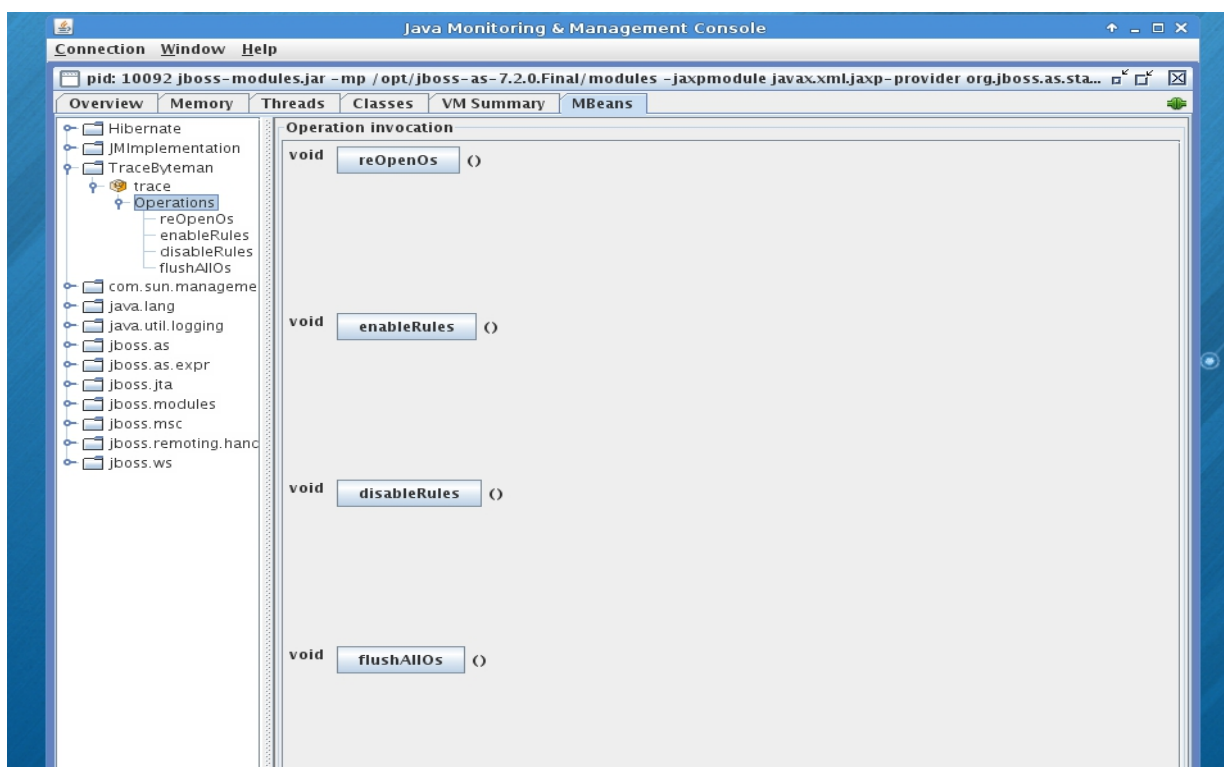 Java Monitoring & Management Console
Connection Window Help
pid: 10092 jboss-modules.jar -mp /opt/jboss-as-7.2.0.Final/modules -jaxpmodule javax.xml.jaxp-provider org.jboss.as.sta...
Overview Memory Threads Classes VM Summary MBeans
Hibernate
JMImplementation
TraceByteman
trace
Operations
reOpenOs
enableRules
disableRules
flushAllOs
com.sun.manageme
java.lang
java.util.logging
jboss.as
jboss.as.expr
jboss.jta
jboss.modules
jboss.msc
jboss.remoting.hanc
jboss.ws
Operation invocation
void reOpenOs ()
void enableRules ()
void disableRules ()
void flushAllOs ()